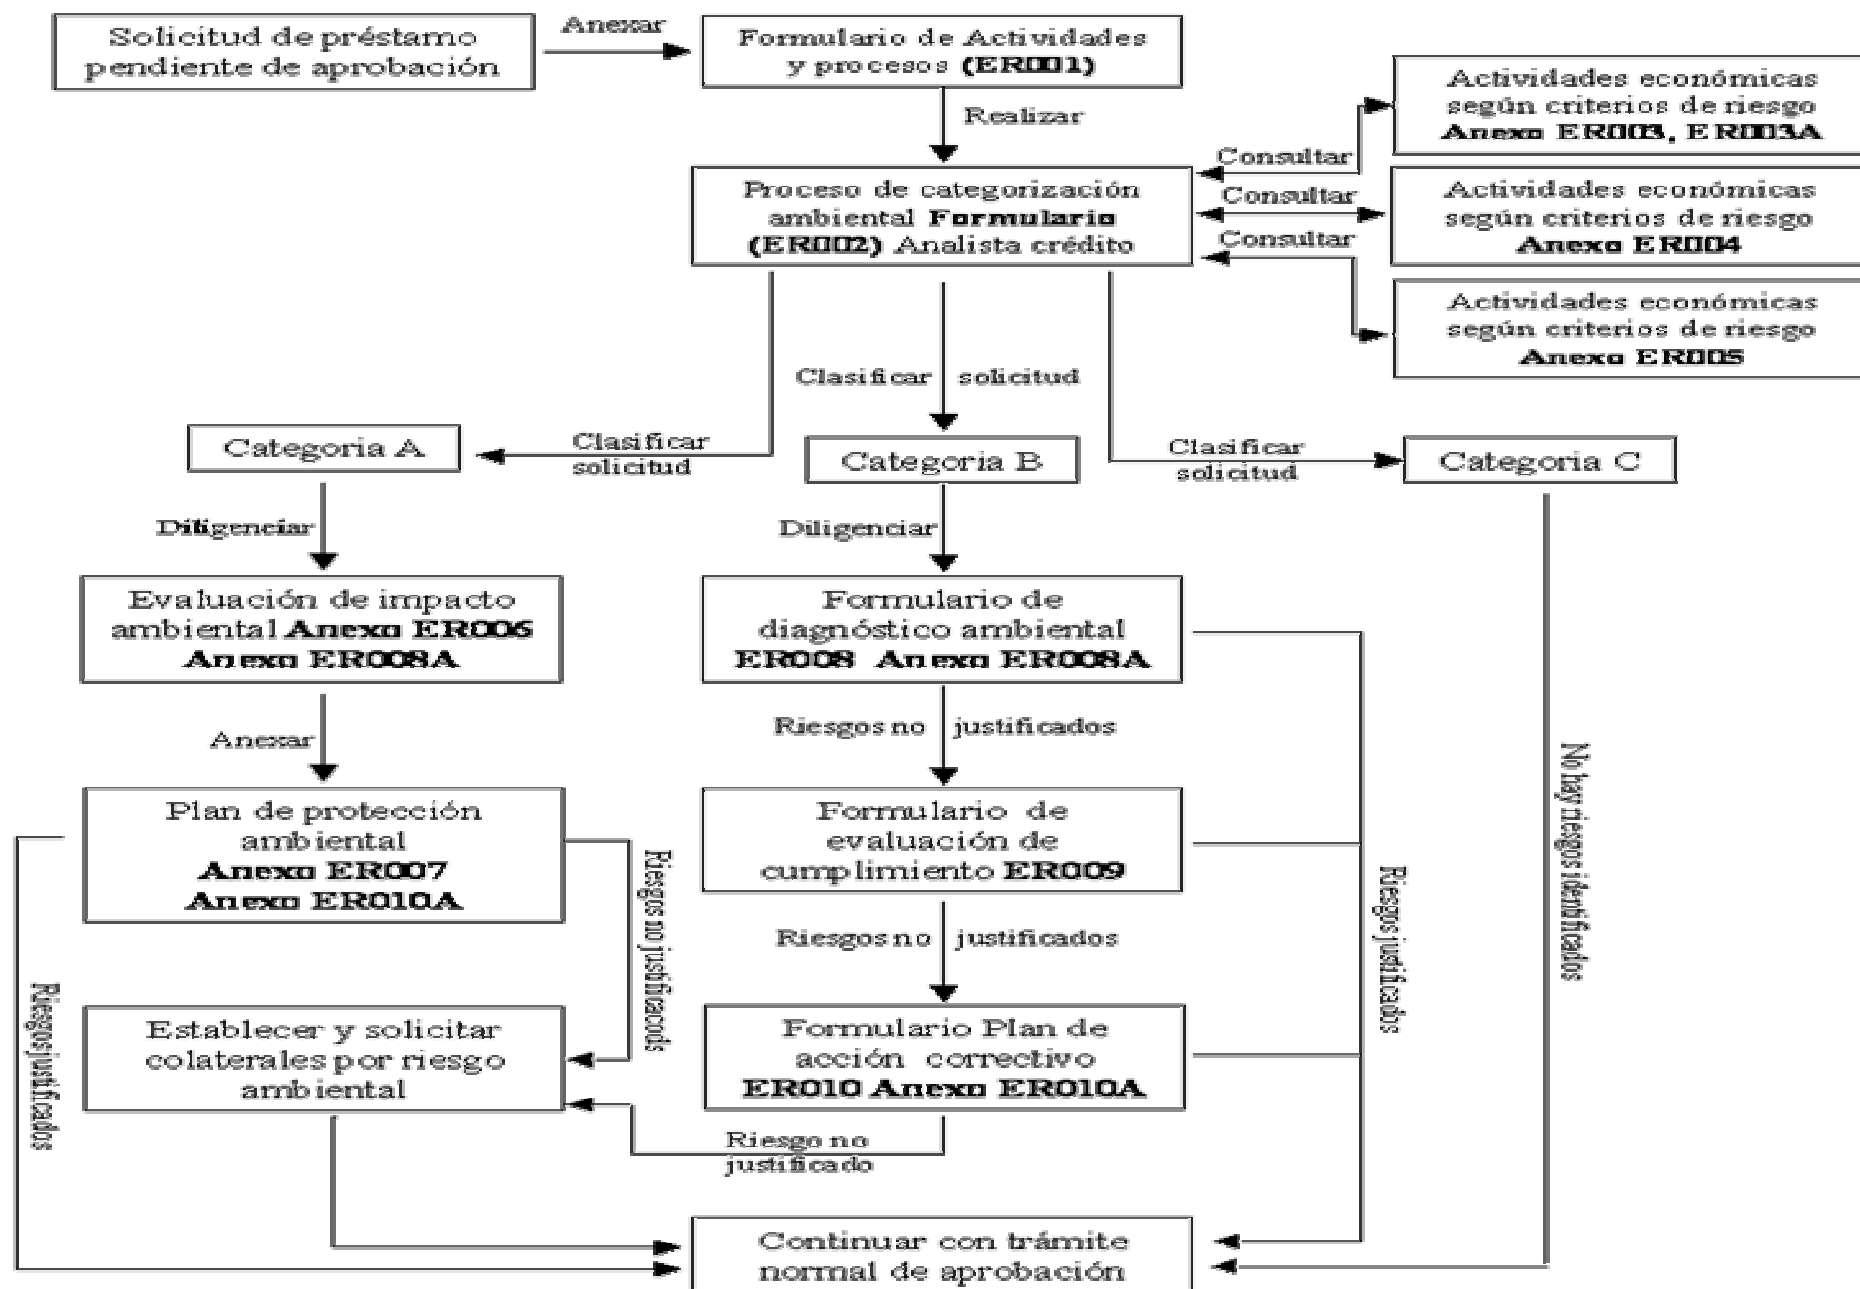 Solicitud de préstamo
pendiente de aprobación
Anexar
Formulario de Actividades
y procesos (ER001)
Realizar
Actividades económicas
según criterios de riesgo
Anexo ER003, ER003A
Consultar
Proceso de categorización
ambiental Formulario
(ER002) Analista crédito
Consultar
Actividades económicas
según criterios de riesgo
Anexo ER004
Consultar
Actividades económicas
según criterios de riesgo
Anexo ER005
Clasificar solicitud
Categoria A
Clasificar
solicitud
Categoria B
Clasificar
solicitud
Categoria C
Diligenciar
Diligenciar
Evaluación de impacto
ambiental Anexo ER006
Anexo ER008A
Formulario de
diagnóstico ambiental
ER008 Anexo ER008A
Anexar
Riesgos no justificados
No hay riesgos identificados
Plan de protección
ambiental
Anexo ER007
Anexo ER010A
Riesgos no justificacods
Formulario de
evaluación de
cumplimiento ER009
Riesgos justificados
Riesgos no justificados
Riesgos justificados
Establecer y solicitar
colaterales por riesgo
ambiental
Formulario Plan de
acción correctivo
ER010 Anexo ER010A
Riesgo no
justificado
Continuar con trámite
normal de aprobación